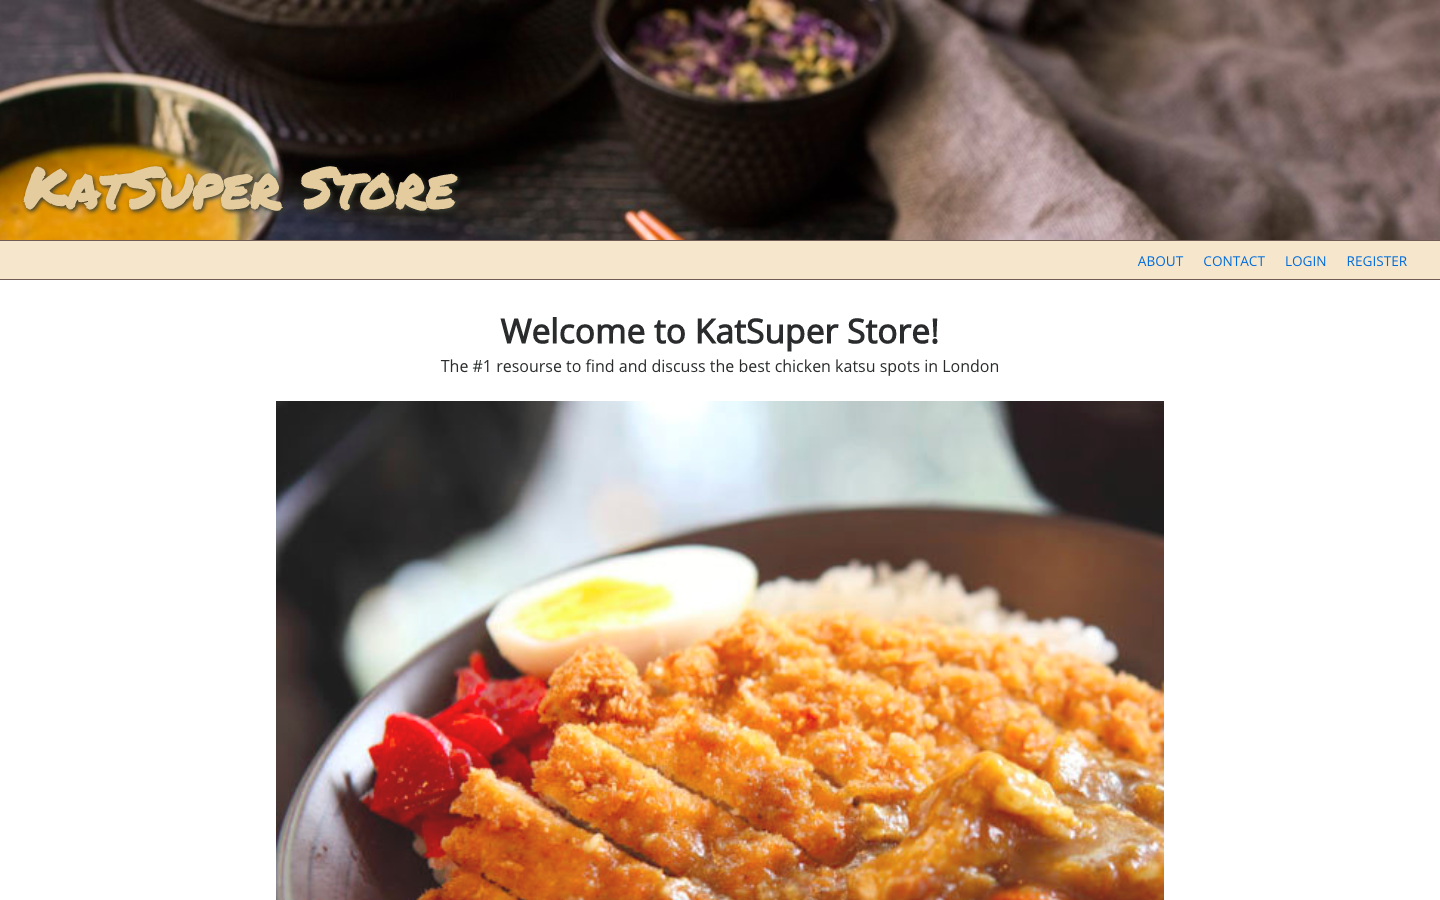 KatSuper Store
ABOUT CONTACT LOGIN REGISTER
Welcome to KatSuper Store!
The #1 resourse to find and discuss the best chicken katsu spots in London